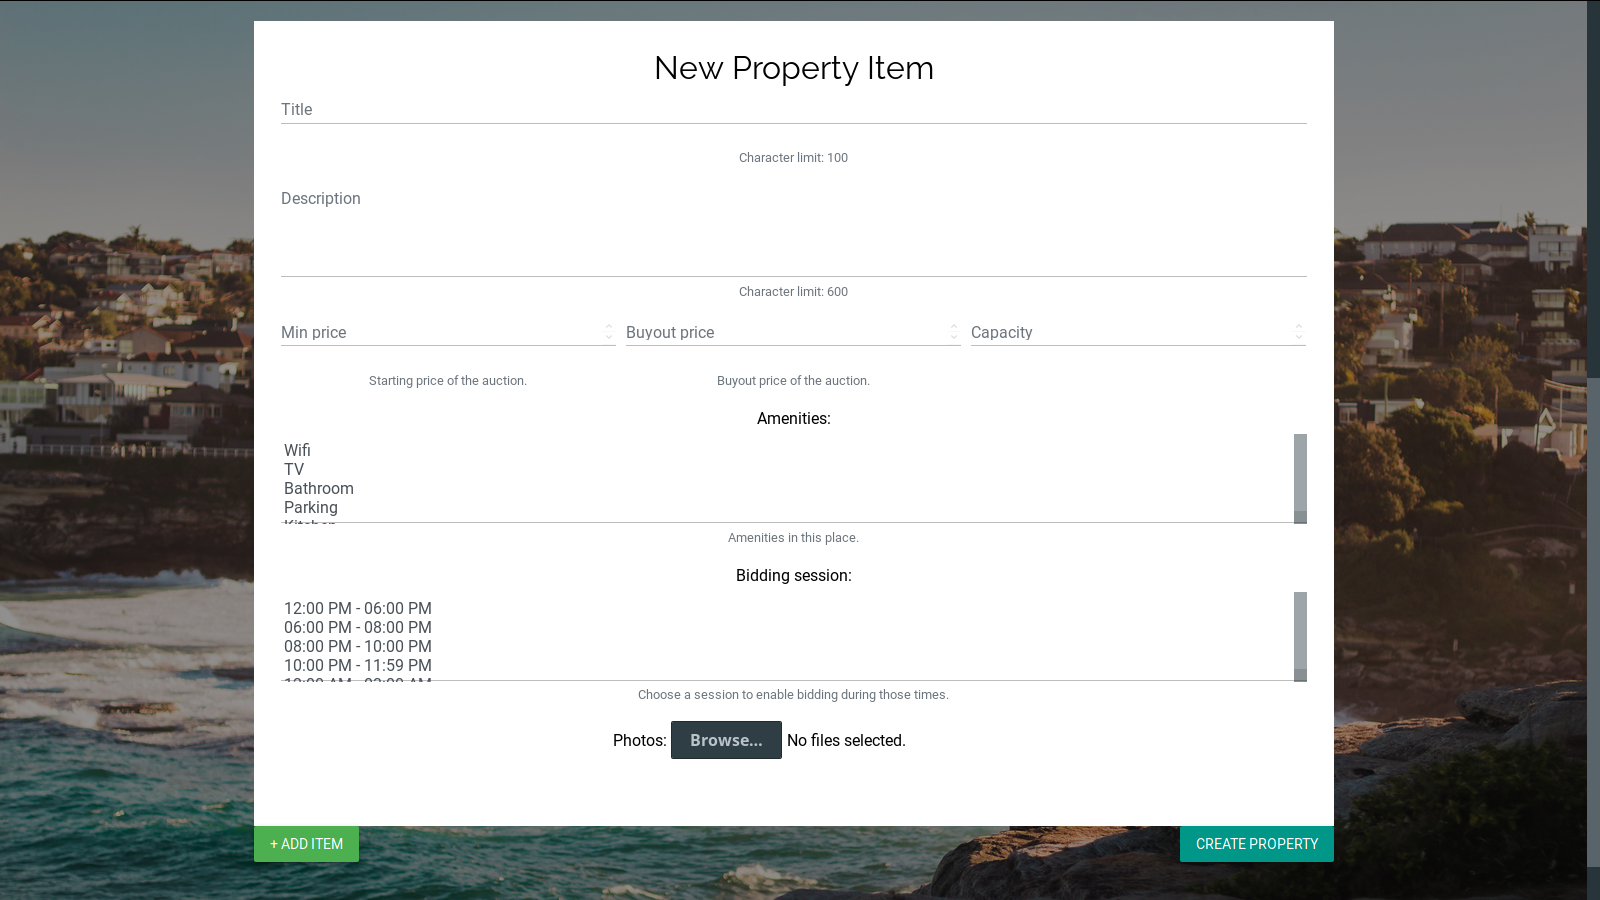 New Property Item
Title
Character limit: 100
Description
Character limit: 600
Min price
Buyout price
Capacity
Starting price of the auction.
Buyout price of the auction.
Amenities:
Wifi
TV
Bathroom
Parking
Kitchen
Amenities in this place.
Bidding session:
12:00 PM - 06:00 PM
06:00 PM - 08:00 PM
08:00 PM - 10:00 PM
10:00 PM - 11:59 PM
Choose a session to enable bidding during those times.
Photos: Browse... No files selected.
+ ADD ITEM
CREATE PROPERTY